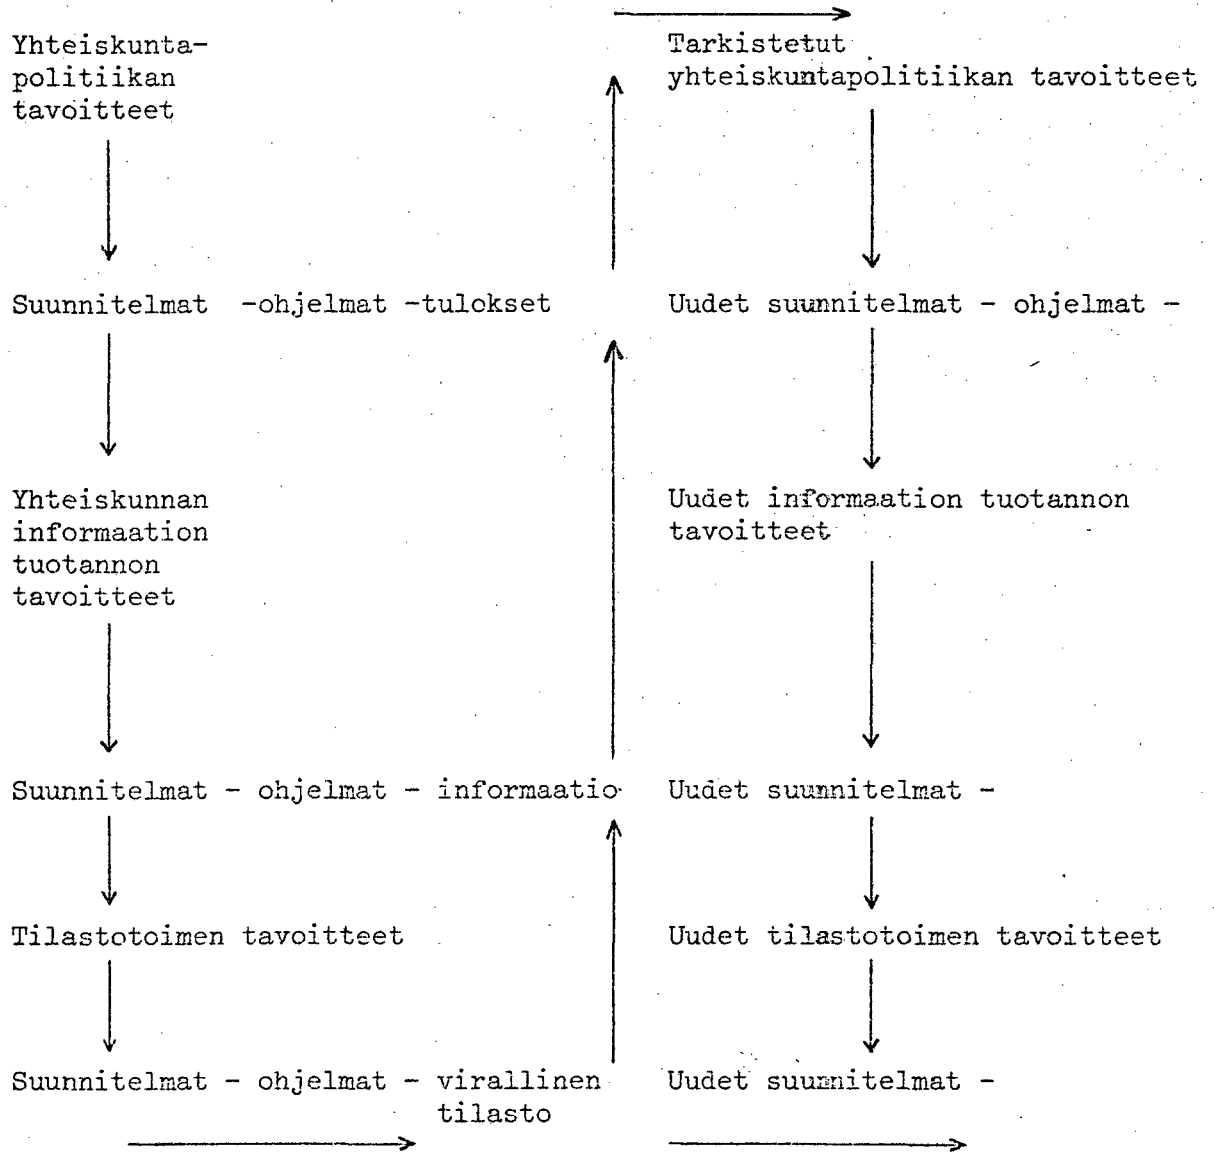 Yhteiskunta-
politiikan
tavoitteet
Suunnitelmat -ohjelmat -tulokset
Yhteiskunnan
informaation
tuotannon
tavoitteet
Suunnitelmat - ohjelmat - informaatio
Tilastotoimen tavoitteet
Suunnitelmat - ohjelmat - virallinen
tilasto
Tarkistetut
yhteiskuntapolitiikan tavoitteet
Uudet suunnitelmat - ohjelmat -
Uudet informaation tuotannon
tavoitteet
Uudet suunnitelmat -
Uudet tilastotoimen tavoitteet
Uudet suunnitelmat -